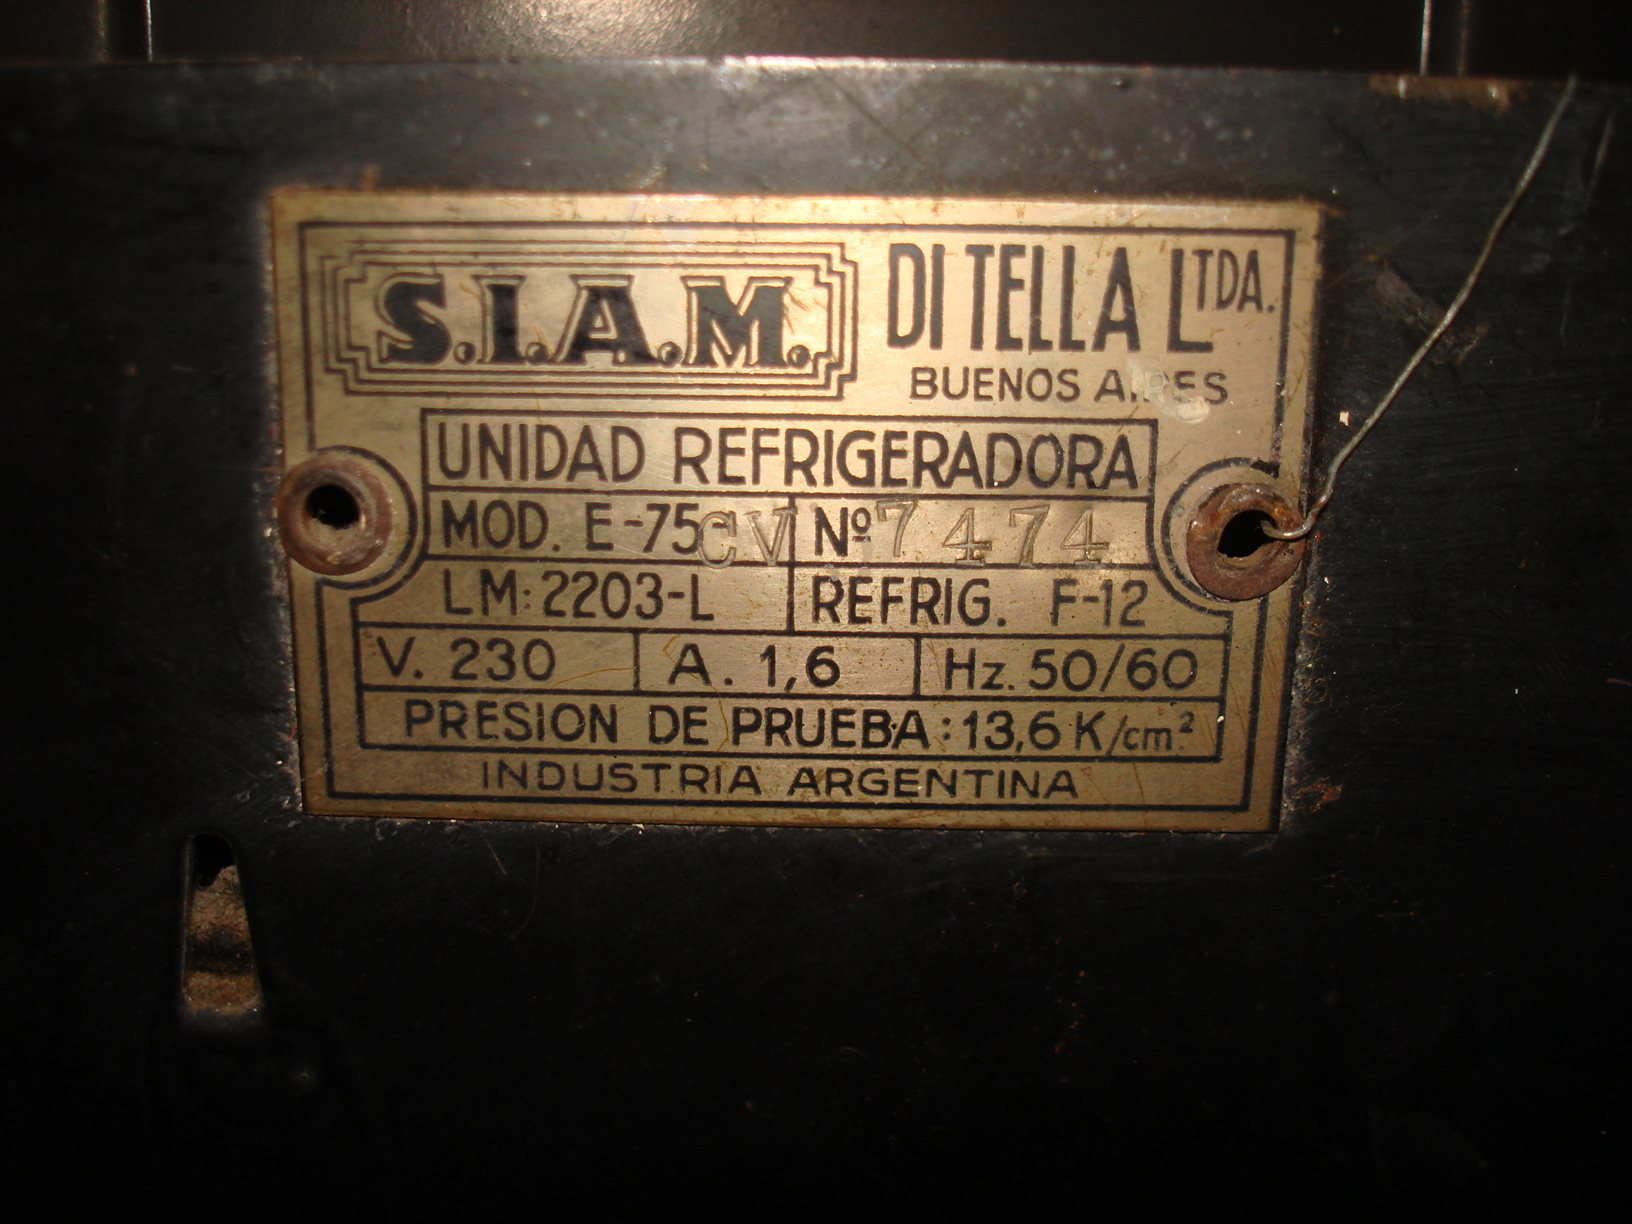 S.I.A.M. DI TELLA LTDA.
BUENOS AIRES
UNIDAD REFRIGERADORA
MOD. E-75 CV Nº 7474
LM: 2203-L REFRIG. F-12
V. 230 A. 1,6 Hz. 50/60
PRESION DE PRUEBA: 13,6 K/cm²
INDUSTRIA ARGENTINA